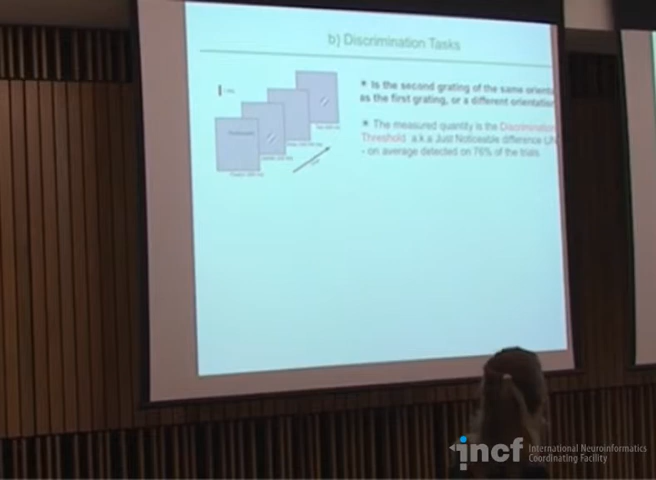 b) Discrimination Tasks
* Is the second grating of the same orienta
as the first grating, or a different orientation
* The measured quantity is the Discrimination
Threshold a.k.a Just Noticeable difference (JN
- on average detected on 76% of the trials.
incf International Neuroinformatics
Coordinating Facility